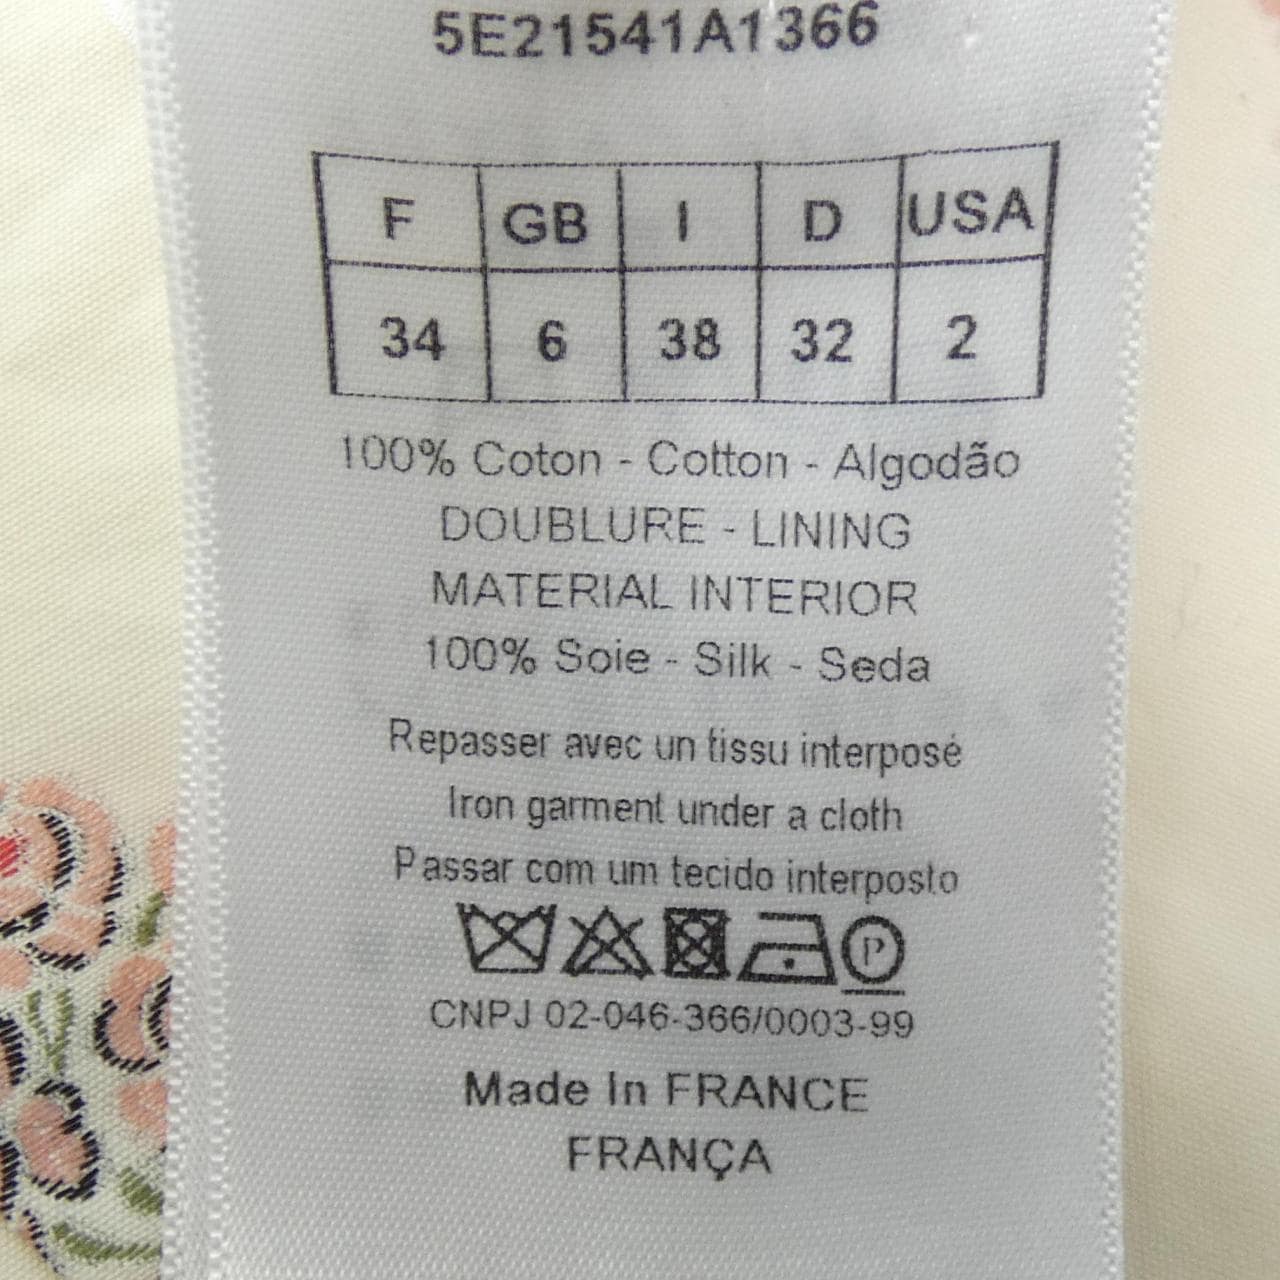 5E21541A1366
F GB I D USA
34 6 38 32 2
100% Coton - Cotton - Algodão
DOUBLURE - LINING
MATERIAL INTERIOR
100% Soie - Silk - Seda
Repasser avec un tissu interposé
Iron garment under a cloth
Passar com um tecido interposto
P
CNPJ 02-046-366/0003-99
Made In FRANCE
FRANÇA